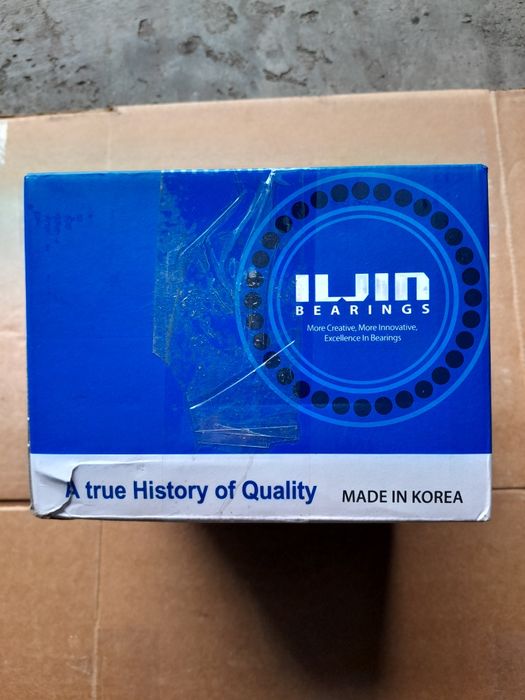 ILJIN
BEARINGS
More Creative, More Innovative,
Excellence In Bearings
A true History of Quality
MADE IN KOREA